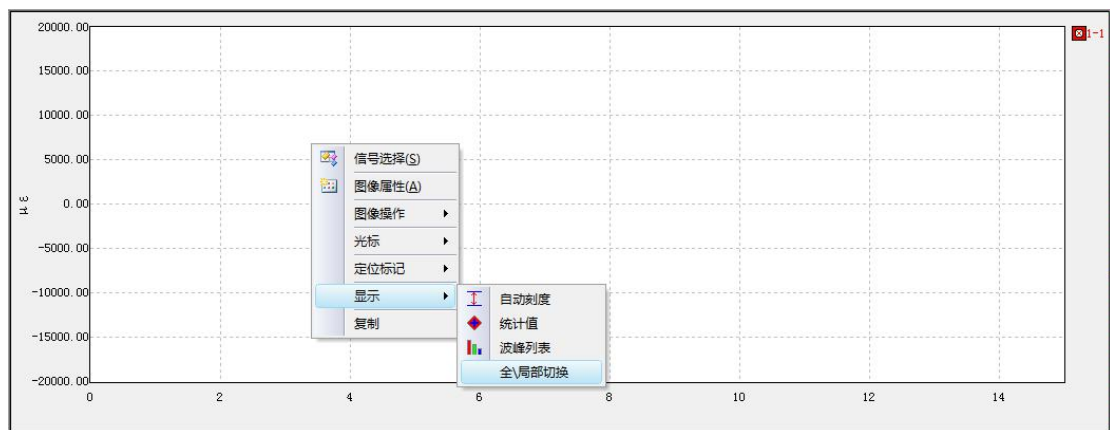 20000.00
1-1
15000.00
10000.00
5000.00
0.00
-5000.00
-10000.00
-15000.00
-20000.00
με
0 2 4 6 8 10 12 14
信号选择(S)
图像属性(A)
图像操作
光标
定位标记
显示
复制
自动刻度
统计值
波峰列表
全\局部切换